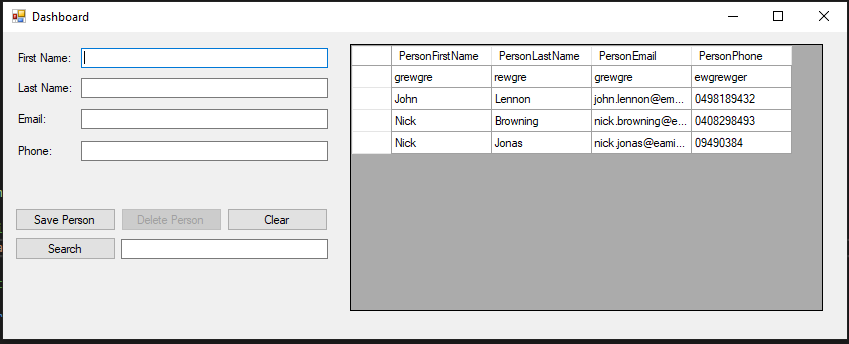 Dashboard
First Name:
Last Name:
Email:
Phone:
Save Person Delete Person Clear
Search
PersonFirstName PersonLastName PersonEmail PersonPhone
grewgre rewgre grewgre ewgrewger
John Lennon john.lennon@em... 0498189432
Nick Browning nick.browning@e... 0408298493
Nick Jonas nick.jonas@eami... 09490384